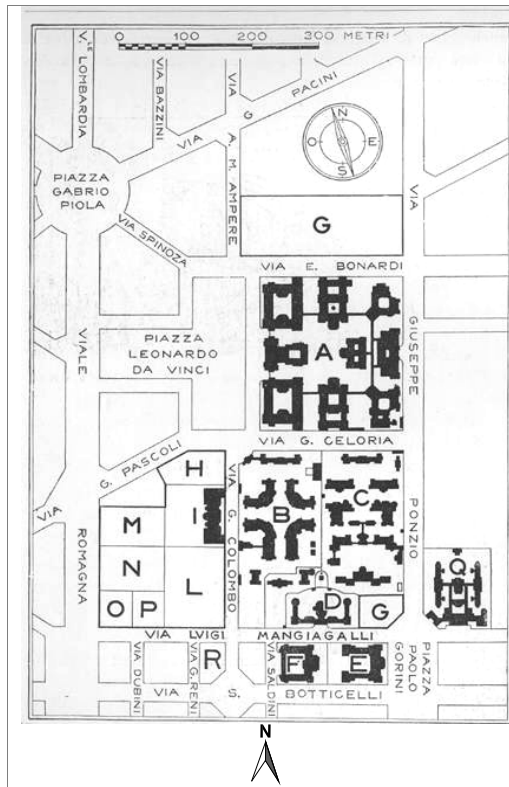 0 100 200 300 METRI
V.LE LOMBARDIA
VIA BAZZINI
VIA A. M. AMPERE
VIA G. PACINI
N
O E
S
PIAZZA
GABRIO
PIOLA
VIA SPINOZA
G
VIA GIUSEPPE PONZIO
VIA E. BONARDI
VIALE ROMAGNA
PIAZZA
LEONARDO
DA VINCI
A
VIA G. CELORIA
VIA G. PASCOLI
H
VIA G. COLOMBO
M
I
B
C
N
L
Q
O P
D
G
VIA LVIGI MANGIAGALLI
VIA DUBINI
VIA G. RENI
R
VIA SALDINI
F
E
PIAZZA
PAOLO
GORINI
VIA S. BOTTICELLI
N